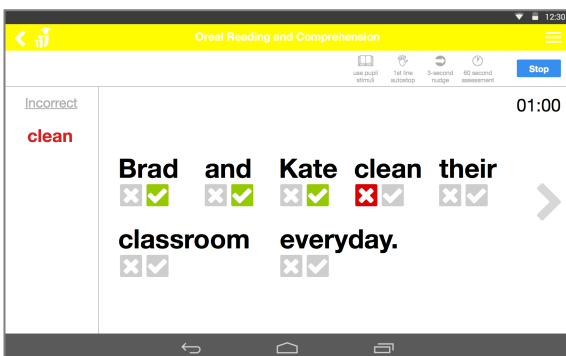 12:30
Oreal Reading and Comprehension
use pupil stimuli
1st line autostop
3-second nudge
60 second assessment
Stop
Incorrect
01:00
clean
Brad and Kate clean their
classroom everyday.